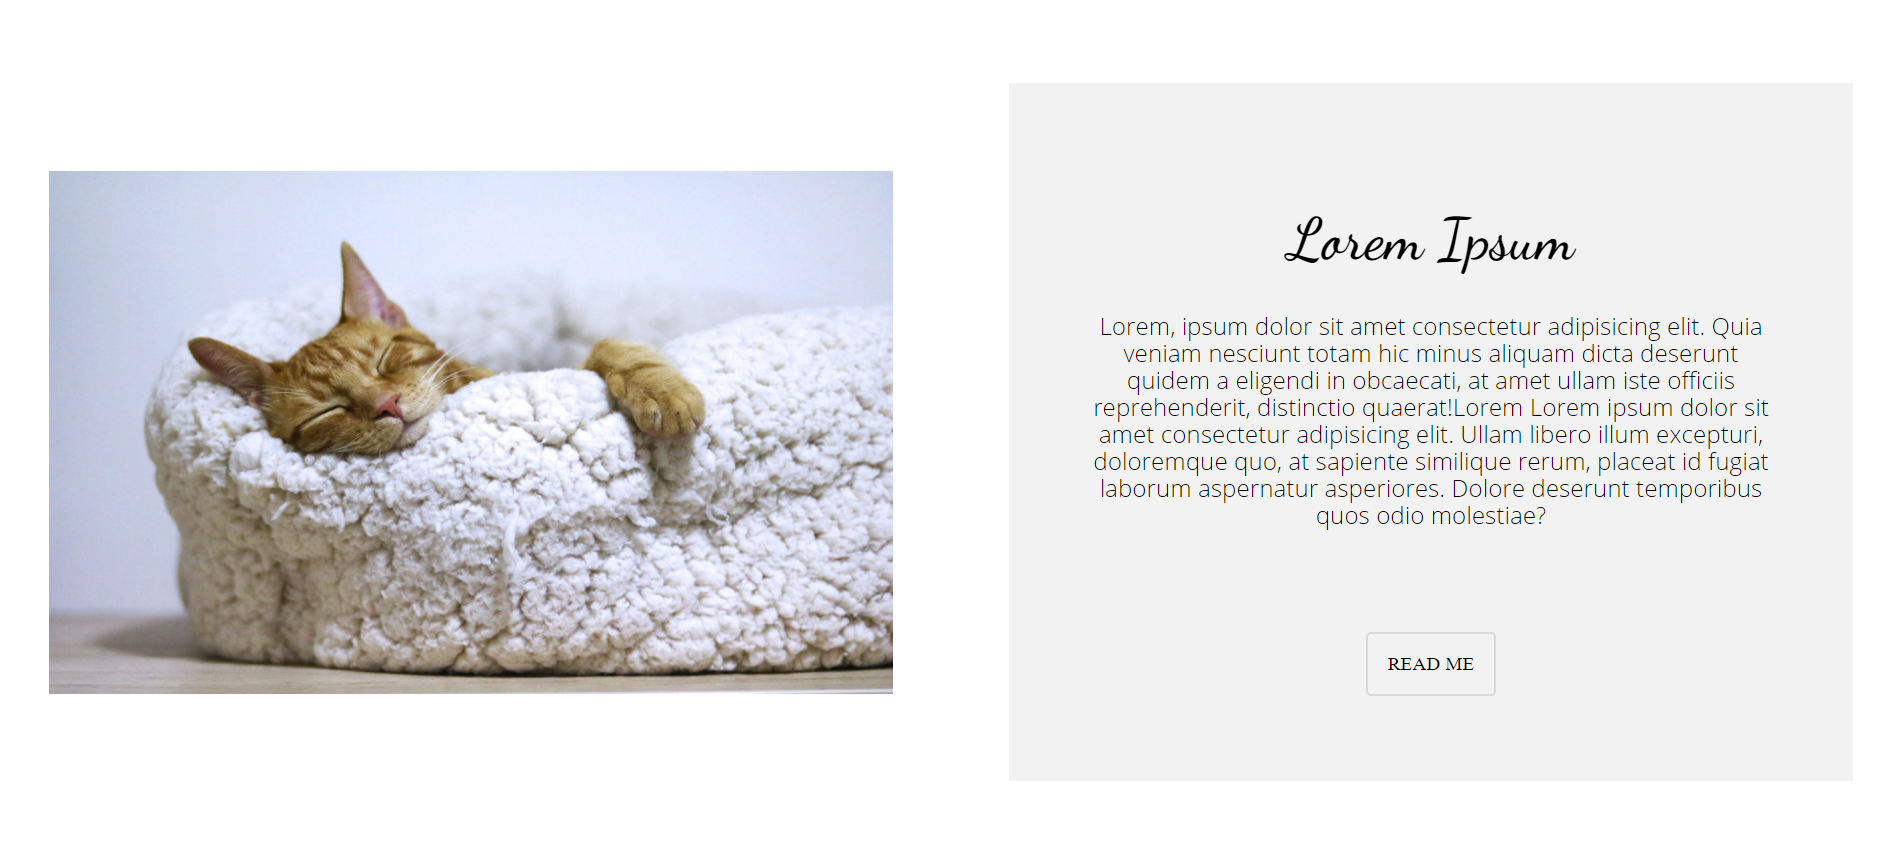 Lorem Ipsum
Lorem, ipsum dolor sit amet consectetur adipisicing elit. Quia
veniam nesciunt totam hic minus aliquam dicta deserunt
quidem a eligendi in obcaecati, at amet ullam iste officiis
reprehenderit, distinctio quaerat!Lorem Lorem ipsum dolor sit
amet consectetur adipisicing elit. Ullam libero illum excepturi,
doloremque quo, at sapiente similique rerum, placeat id fugiat
laborum aspernatur asperiores. Dolore deserunt temporibus
quos odio molestiae?
READ ME